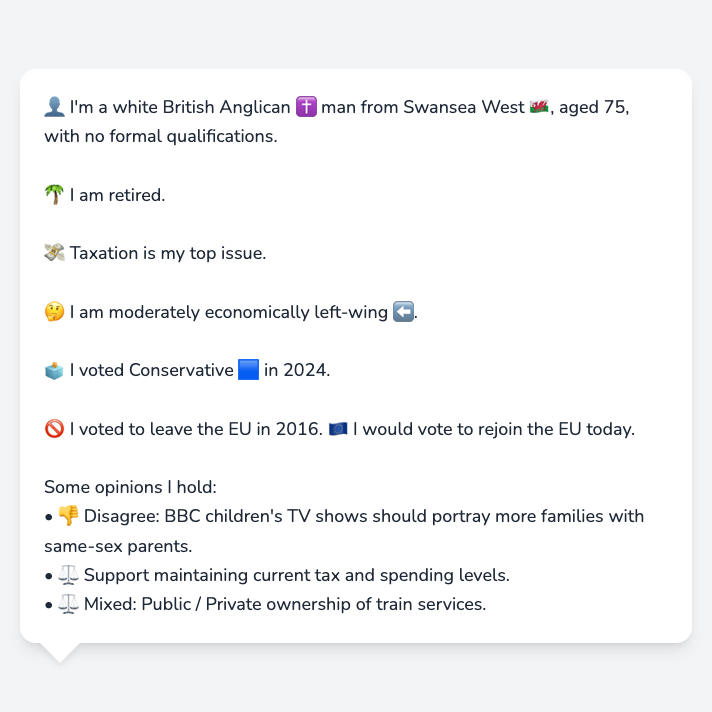 👤 I'm a white British Anglican ✝️ man from Swansea West 🏴󠁧󠁢󠁷󠁬󠁳󠁿, aged 75,
with no formal qualifications.
🌴 I am retired.
💸 Taxation is my top issue.
🤔 I am moderately economically left-wing ⬅️.
🗳️ I voted Conservative 🟦 in 2024.
🚫 I voted to leave the EU in 2016. 🇪🇺 I would vote to rejoin the EU today.
Some opinions I hold:
• 👎 Disagree: BBC children's TV shows should portray more families with
same-sex parents.
• ⚖️ Support maintaining current tax and spending levels.
• ⚖️ Mixed: Public / Private ownership of train services.